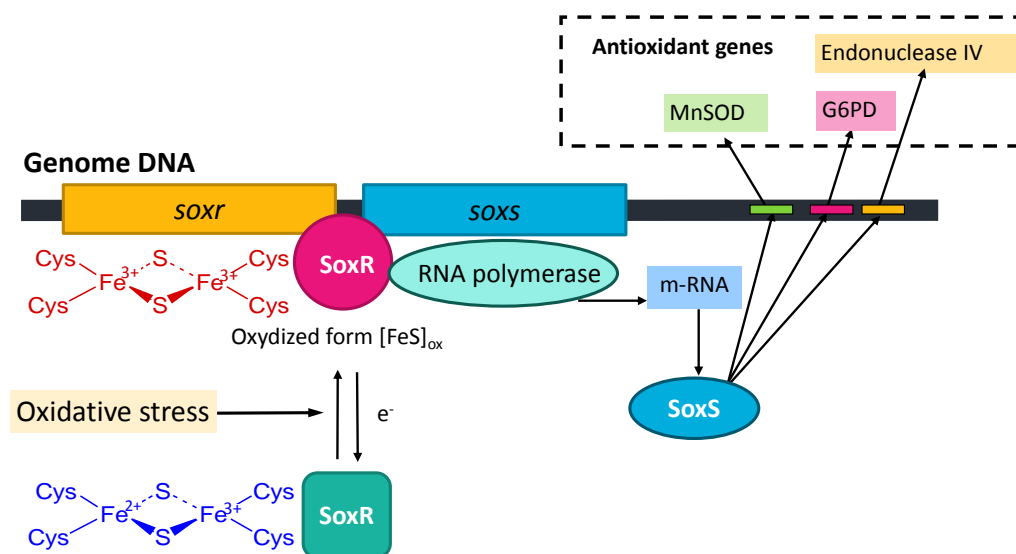 Antioxidant genes
Endonuclease IV
MnSOD
G6PD
Genome DNA
soxr
soxs
Cys
S
Cys
Fe3+
Fe3+
Cys
S
Cys
SoxR
RNA polymerase
m-RNA
Oxydized form [FeS]ox
Oxidative stress
e-
SoxS
Cys
S
Cys
Fe2+
Fe3+
Cys
S
Cys
SoxR